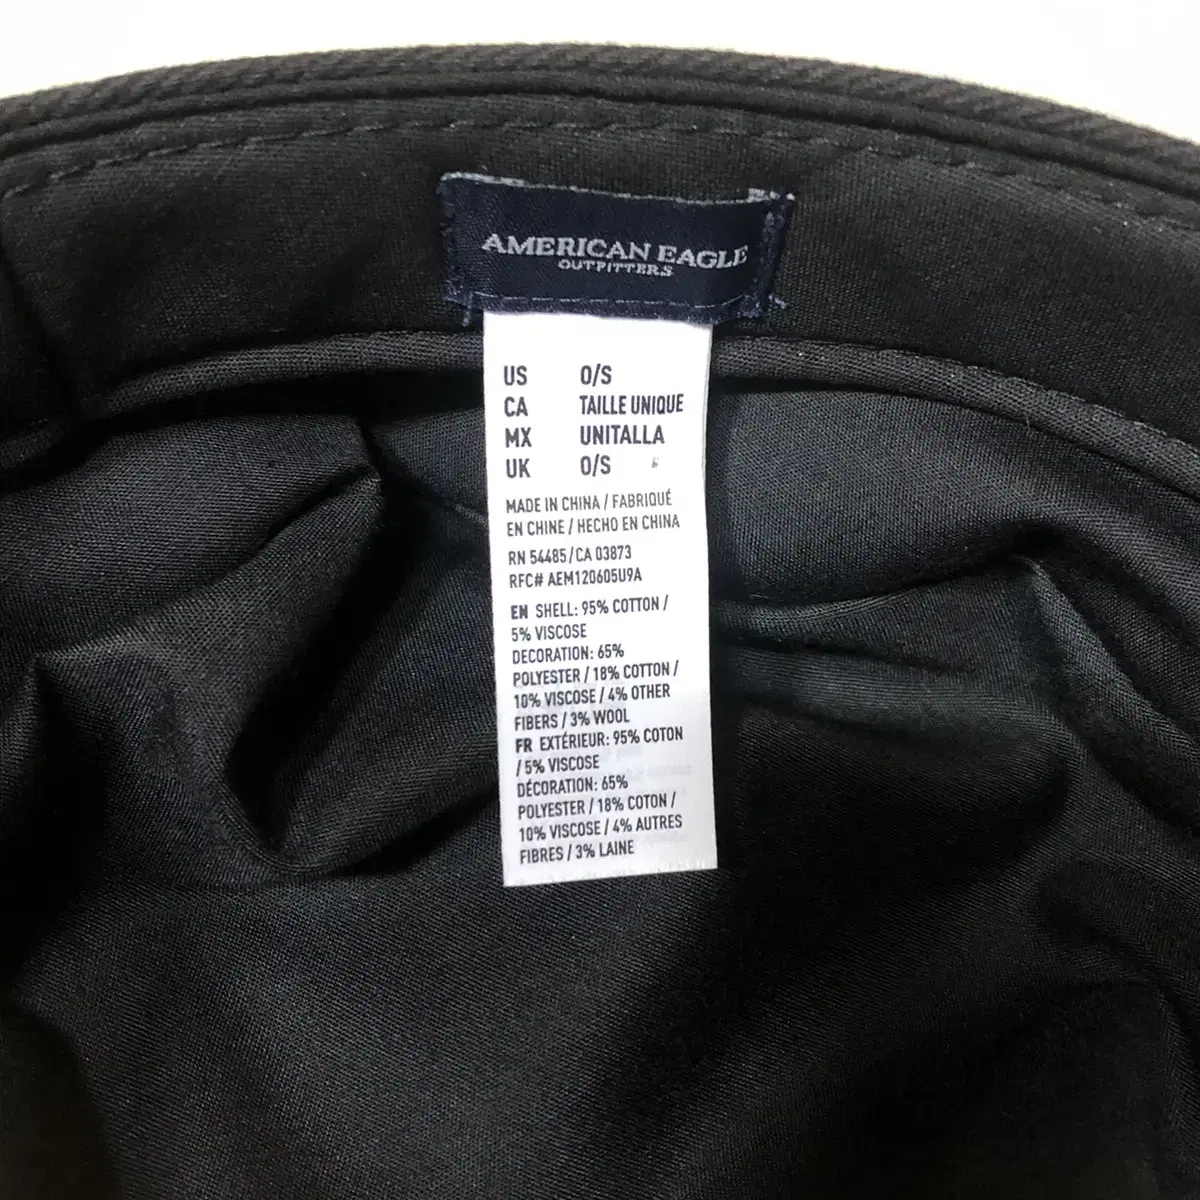 AMERICAN EAGLE
OUTFITTERS
US O/S
CA TAILLE UNIQUE
MX UNITALLA
UK O/S
MADE IN CHINA / FABRIQUÉ
EN CHINE / HECHO EN CHINA
RN 54485/CA 03873
RFC# AEM120605U9A
EN SHELL: 95% COTTON /
5% VISCOSE
DECORATION: 65%
POLYESTER / 18% COTTON /
10% VISCOSE / 4% OTHER
FIBERS / 3% WOOL
FR EXTÉRIEUR: 95% COTON
/ 5% VISCOSE
DÉCORATION: 65%
POLYESTER / 18% COTON /
10% VISCOSE / 4% AUTRES
FIBRES / 3% LAINE